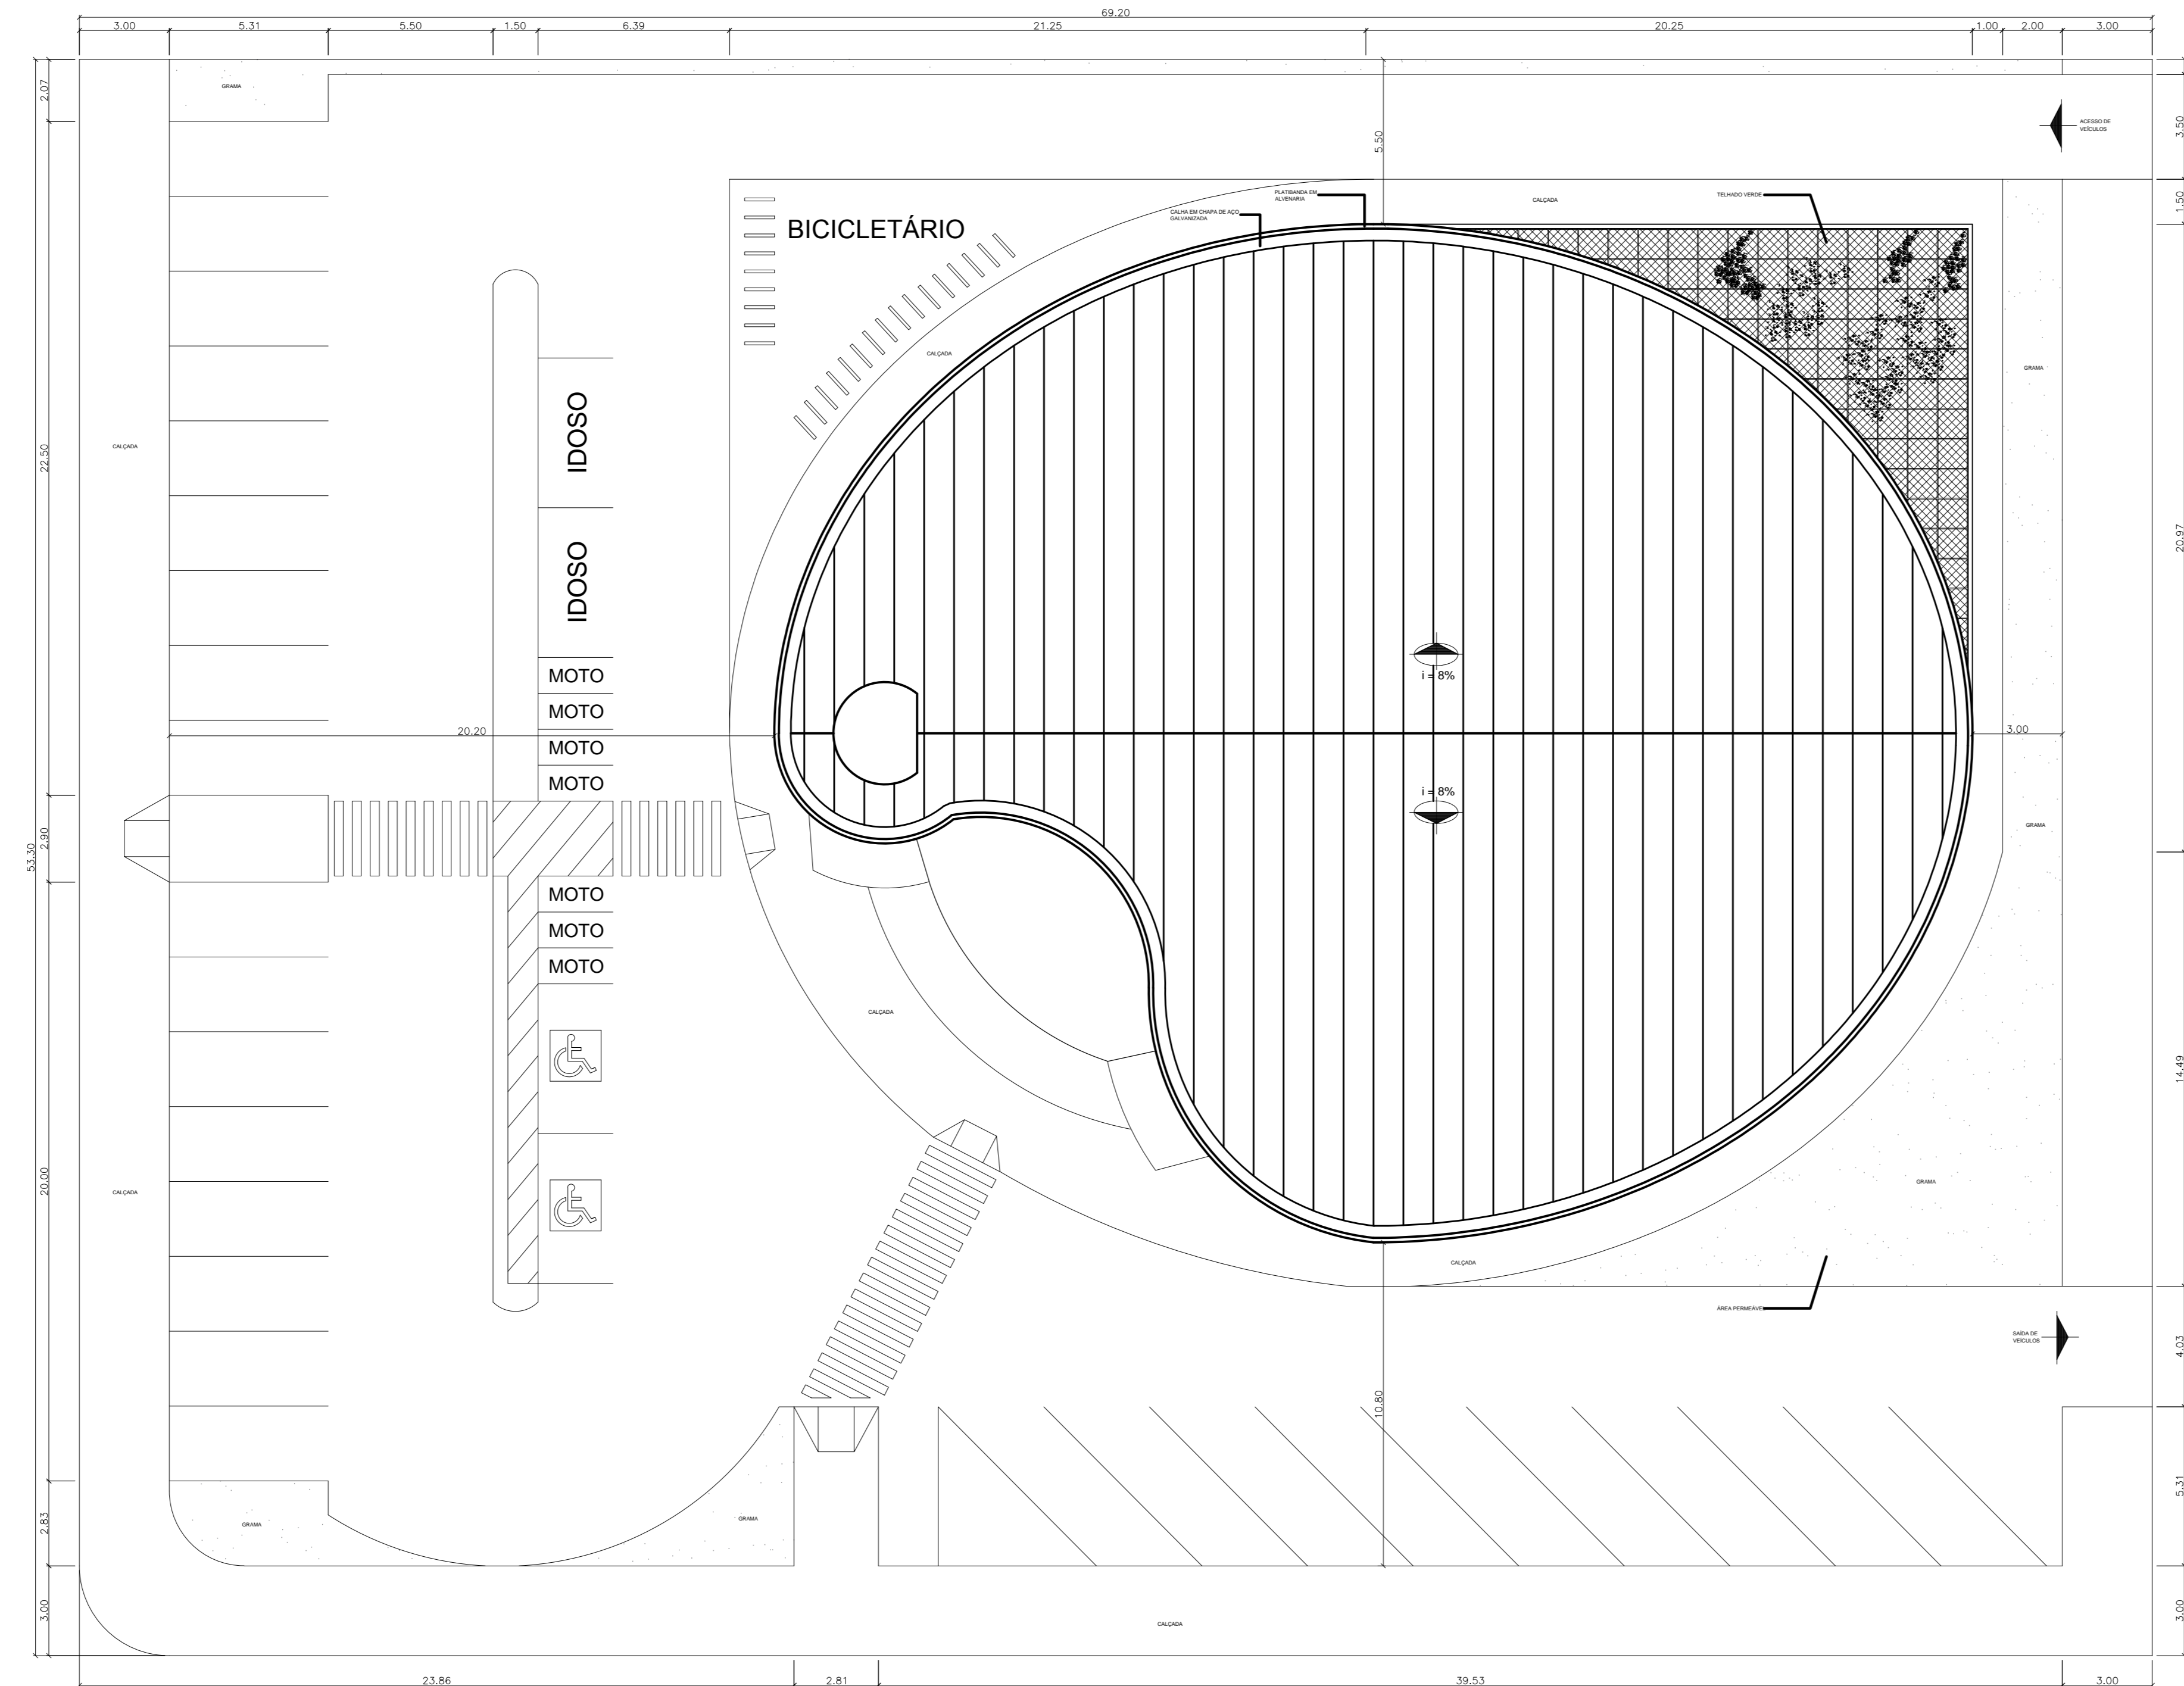 69.20
3.00
5.31
5.50
1.50
6.39
21.25
20.25
1.00
2.00
3.00
2.07
GRAMA
ACESSO DE
VEÍCULOS
3.50
5.50
PLATIBANDA EM
ALVENARIA
CALHA EM CHAPA DE AÇO
GALVANIZADA
CALÇADA
TELHADO VERDE
1.50
BICICLETÁRIO
CALÇADA
GRAMA
IDOSO
CALÇADA
22.50
20.97
IDOSO
MOTO
i = 8%
MOTO
20.20
3.00
MOTO
MOTO
i = 8%
GRAMA
2.90
53.30
MOTO
MOTO
MOTO
CALÇADA
14.49
20.00
CALÇADA
GRAMA
CALÇADA
ÁREA PERMEÁVEL
SAÍDA DE
VEÍCULOS
4.03
10.80
5.31
2.83
GRAMA
GRAMA
3.00
CALÇADA
3.00
23.86
2.81
39.53
3.00